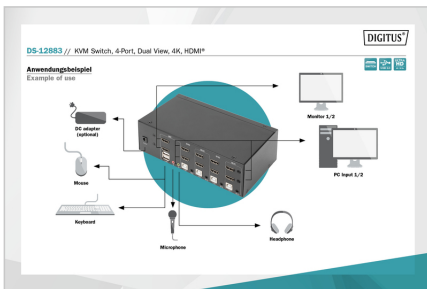 DIGITUS®
DS-12883 // KVM Switch, 4-Port, Dual View, 4K, HDMI®
Anwendungsbeispiel
Example of use
DC adapter
(optional)
Monitor 1/2
Mouse
PC Input 1/2
Keyboard
Microphone
Headphone